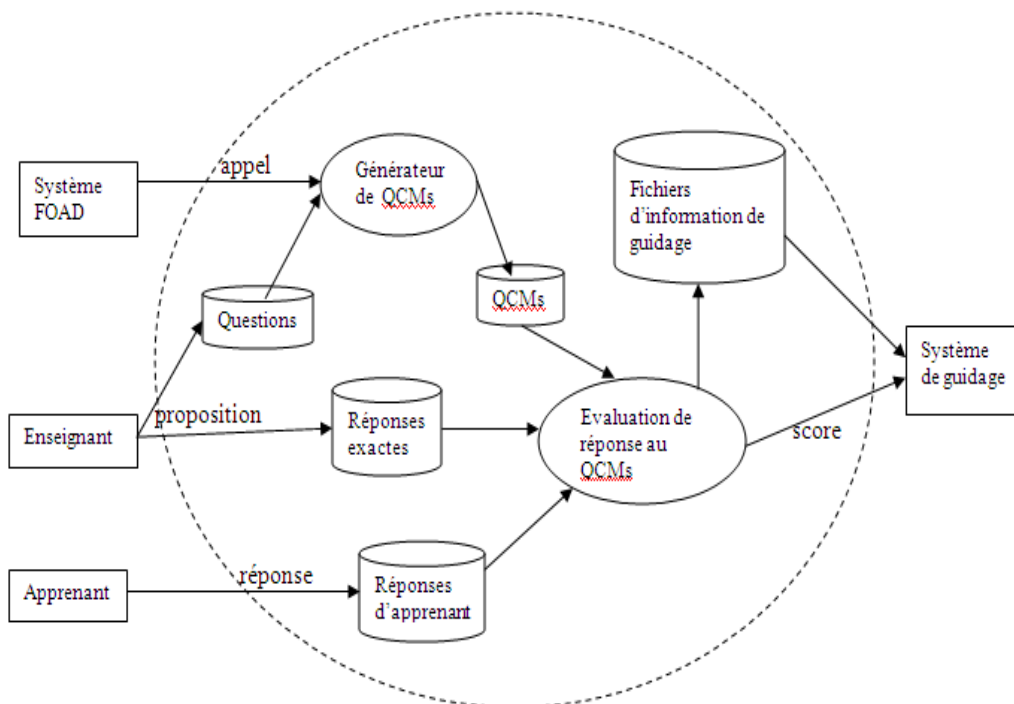 appel
Système
FOAD
Générateur
de QCMs
Fichiers
d'information de
guidage
QCMs
Questions
Système
de guidage
Enseignant
proposition
Réponses
exactes
Evaluation de
réponse au
QCMs
score
Apprenant
réponse
Réponses
d'apprenant